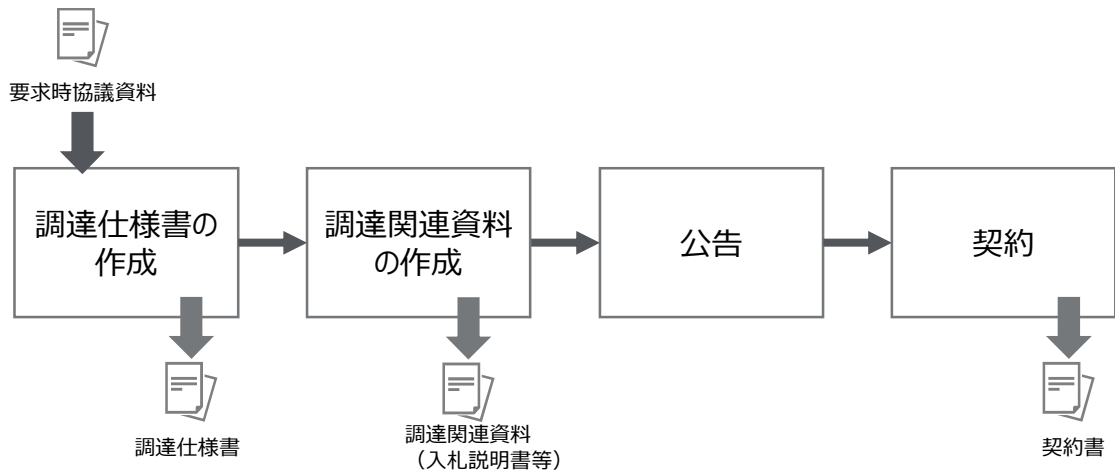 要求時協議資料
調達仕様書の
作成
調達関連資料
の作成
公告
契約
調達仕様書
調達関連資料
（入札説明書等）
契約書